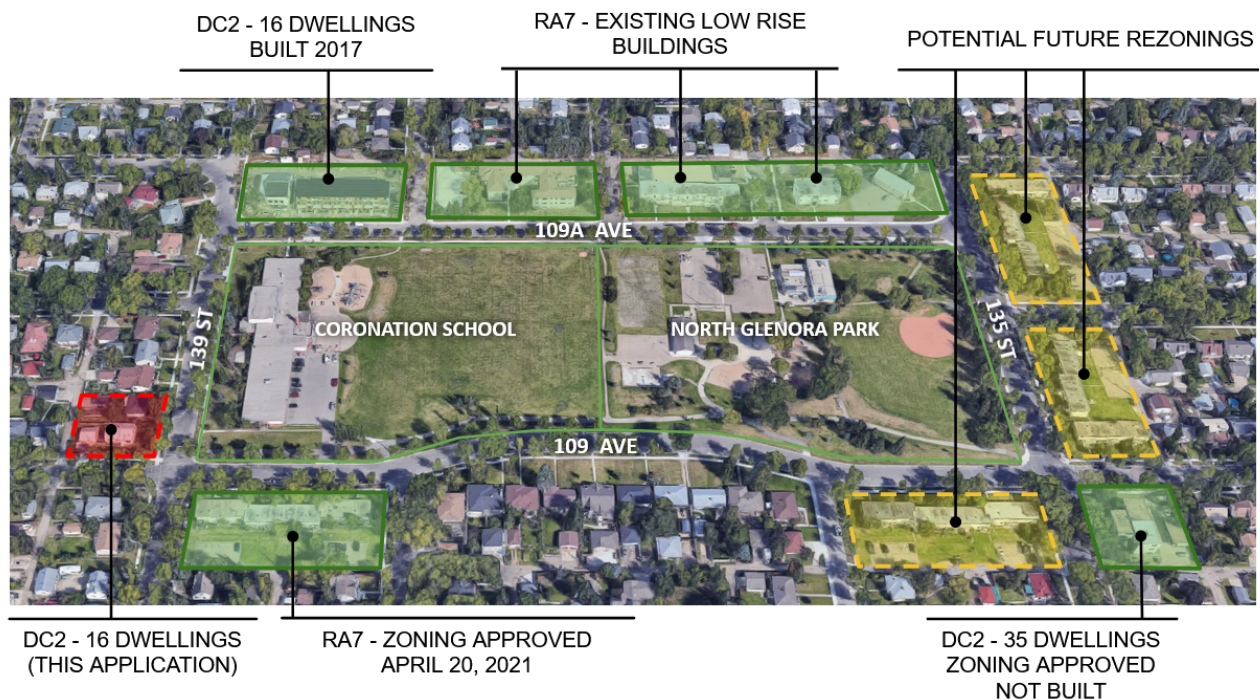 DC2 - 16 DWELLINGS
BUILT 2017
RA7 - EXISTING LOW RISE
BUILDINGS
POTENTIAL FUTURE REZONINGS
109A AVE
139 ST
CORONATION SCHOOL
NORTH GLENORA PARK
135 ST
109 AVE
DC2 - 16 DWELLINGS
(THIS APPLICATION)
RA7 - ZONING APPROVED
APRIL 20, 2021
DC2 - 35 DWELLINGS
ZONING APPROVED
NOT BUILT